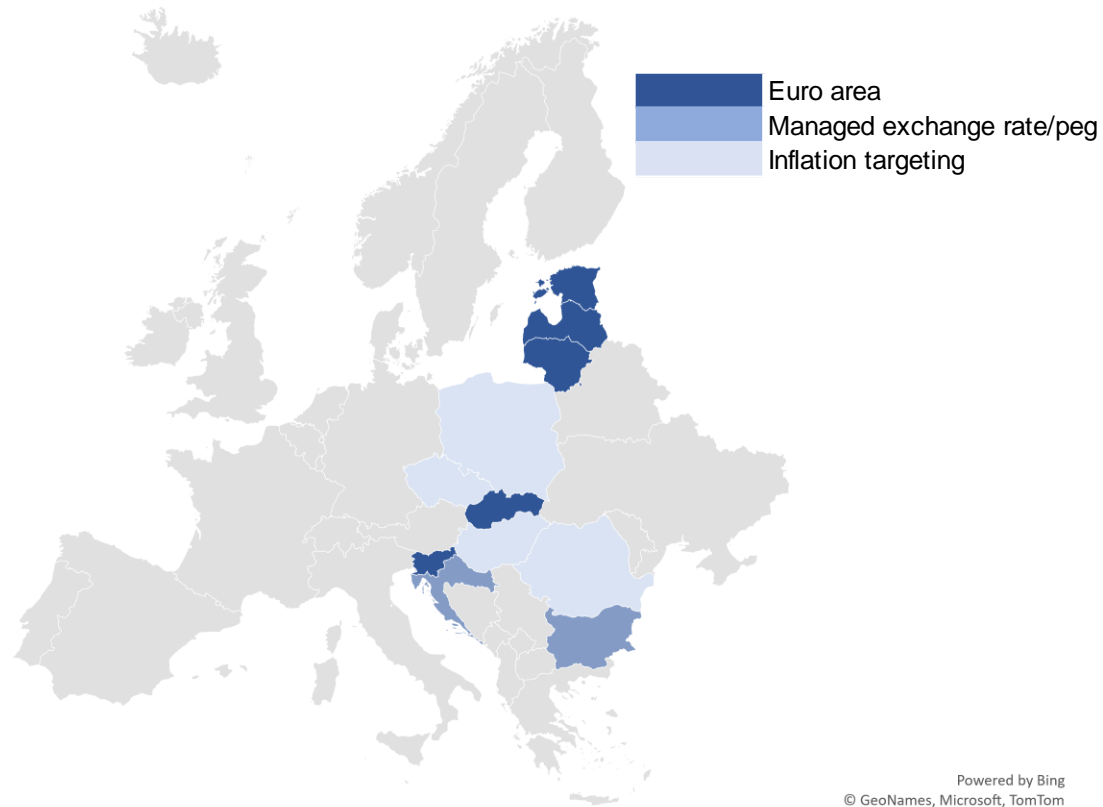 Euro area
Managed exchange rate/peg
Inflation targeting
Powered by Bing
© GeoNames, Microsoft, TomTom